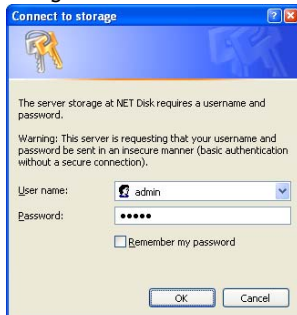 Connect to storage
The server storage at NET Disk requires a username and
password.
Warning: This server is requesting that your username and
password be sent in an insecure manner (basic authentication
without a secure connection).
User name:
admin
Password:
•••••
Remember my password
OK
Cancel